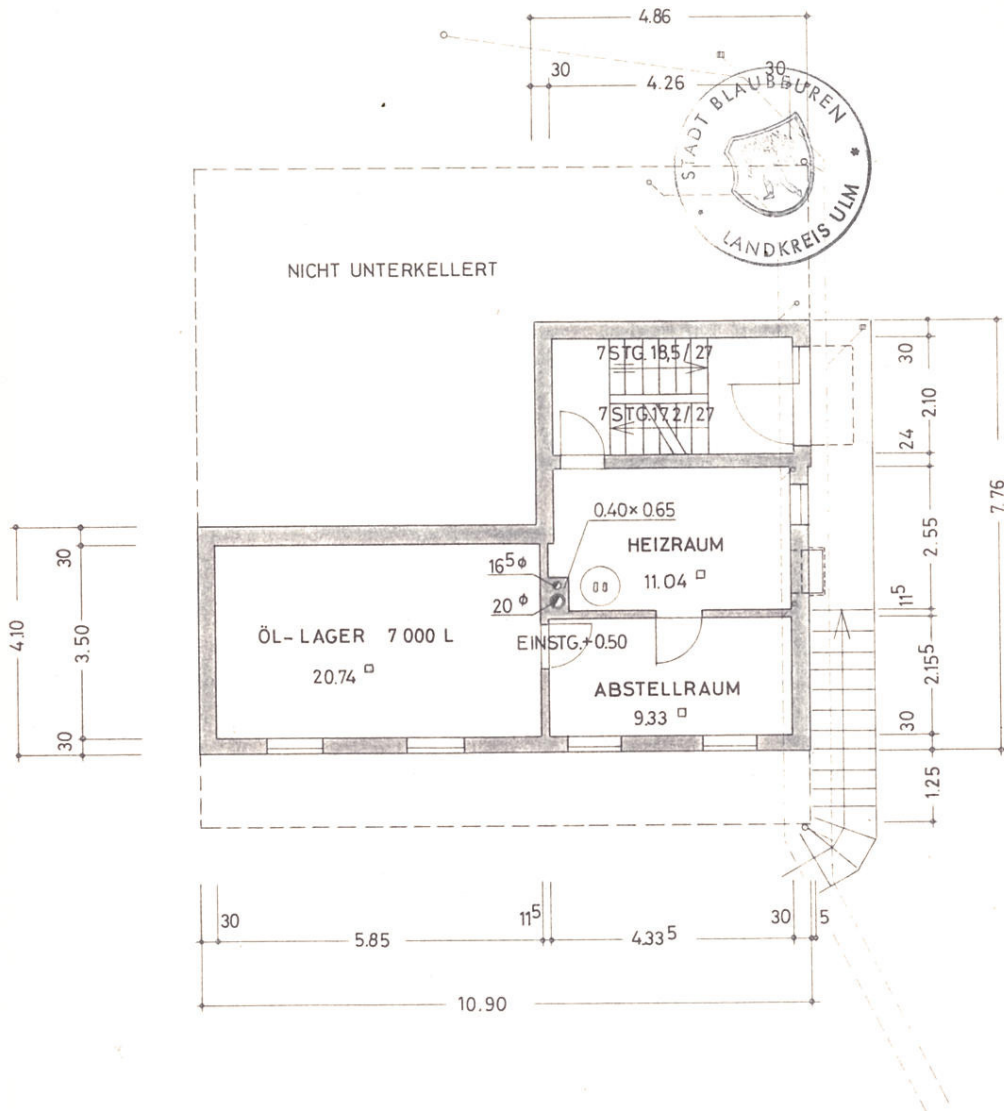 4.86
30 4.26 30
STADT BLAUBEUREN
LANDKREIS ULM
NICHT UNTERKELLERT
7 STG. 18,5 / 27
7 STG. 17,2 / 27
30
2.10
24
2.55
11⁵
2.15⁵
30
1.25
7.76
0.40 × 0.65
HEIZRAUM
11.04 □
16⁵ ø
20 ø
ÖL-LAGER 7 000 L
20.74 □
EINSTG.+0.50
ABSTELLRAUM
9.33 □
30
3.50
30
4.10
30 5.85 11⁵ 4.33⁵ 30 5
10.90